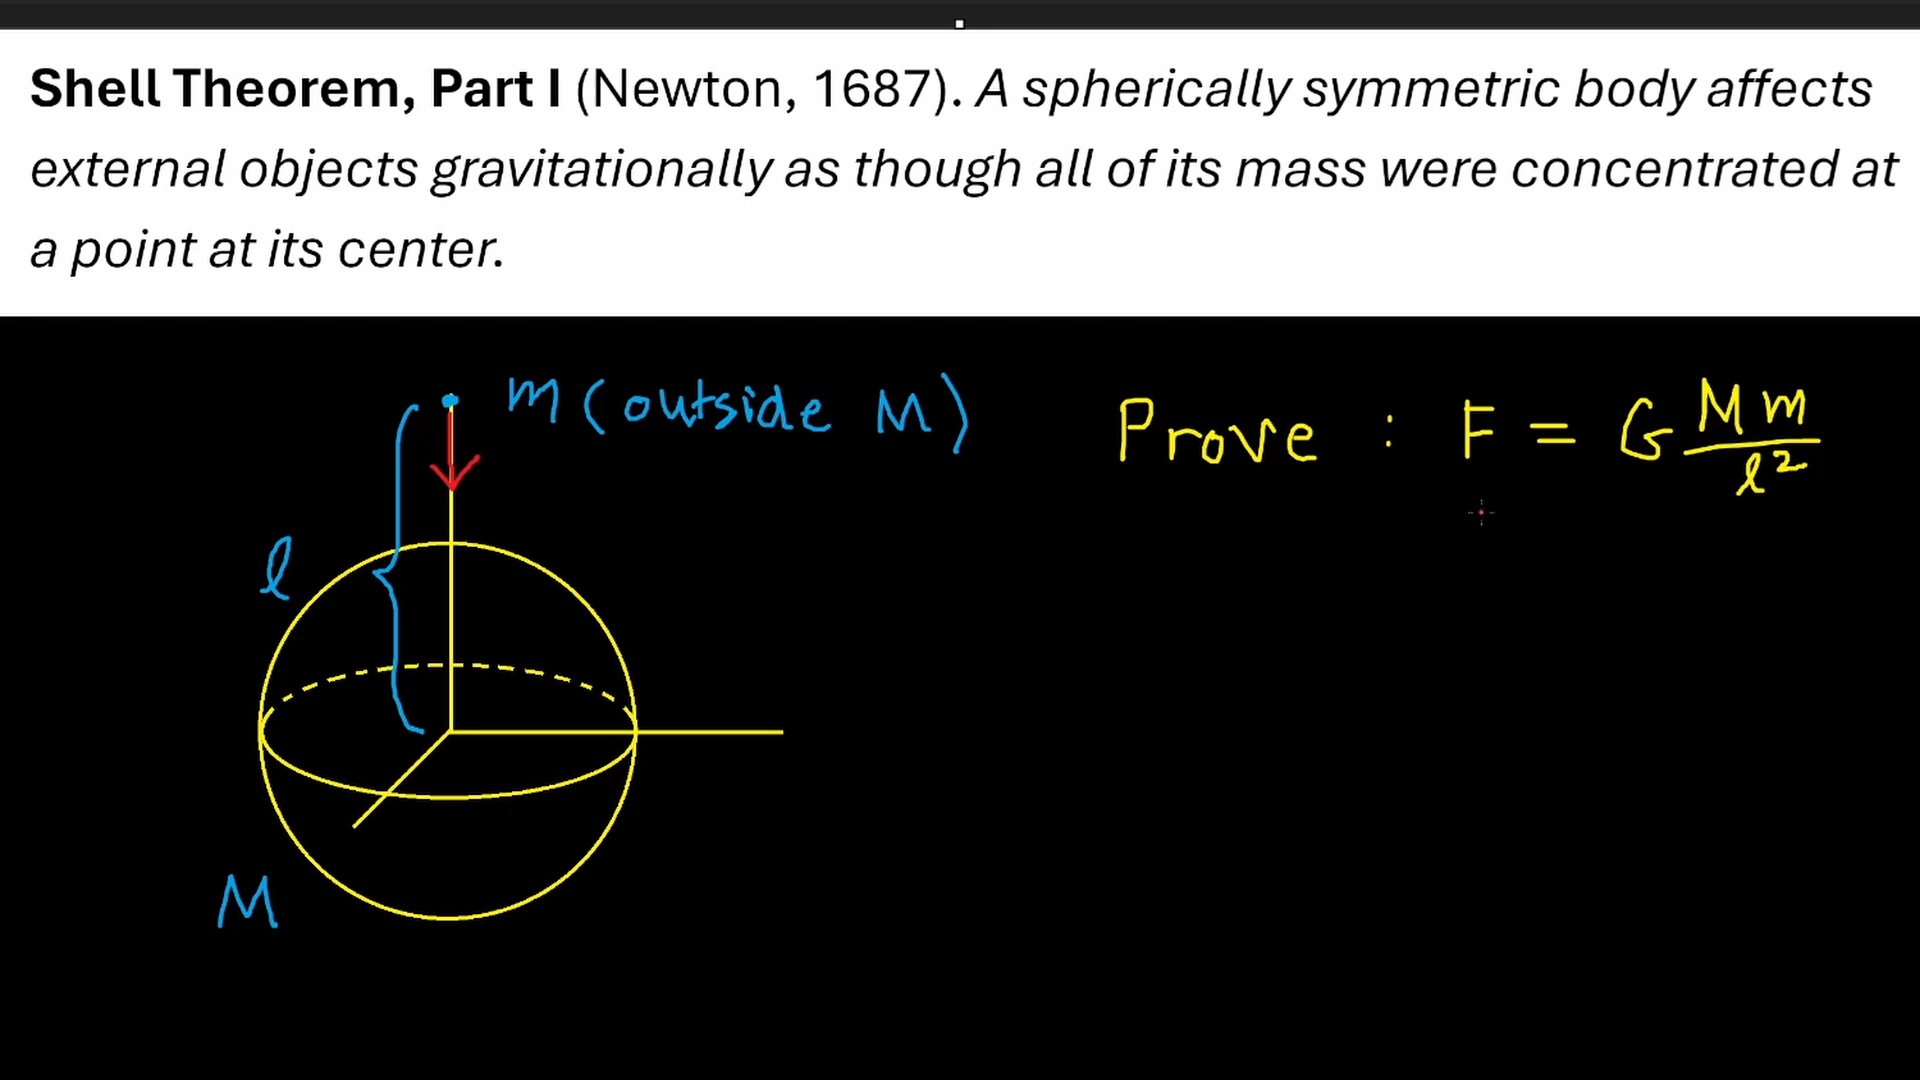 Shell Theorem, Part I (Newton, 1687). A spherically symmetric body affects
external objects gravitationally as though all of its mass were concentrated at
a point at its center.
m (outside M)
Prove : F = G Mm/l²
l
M